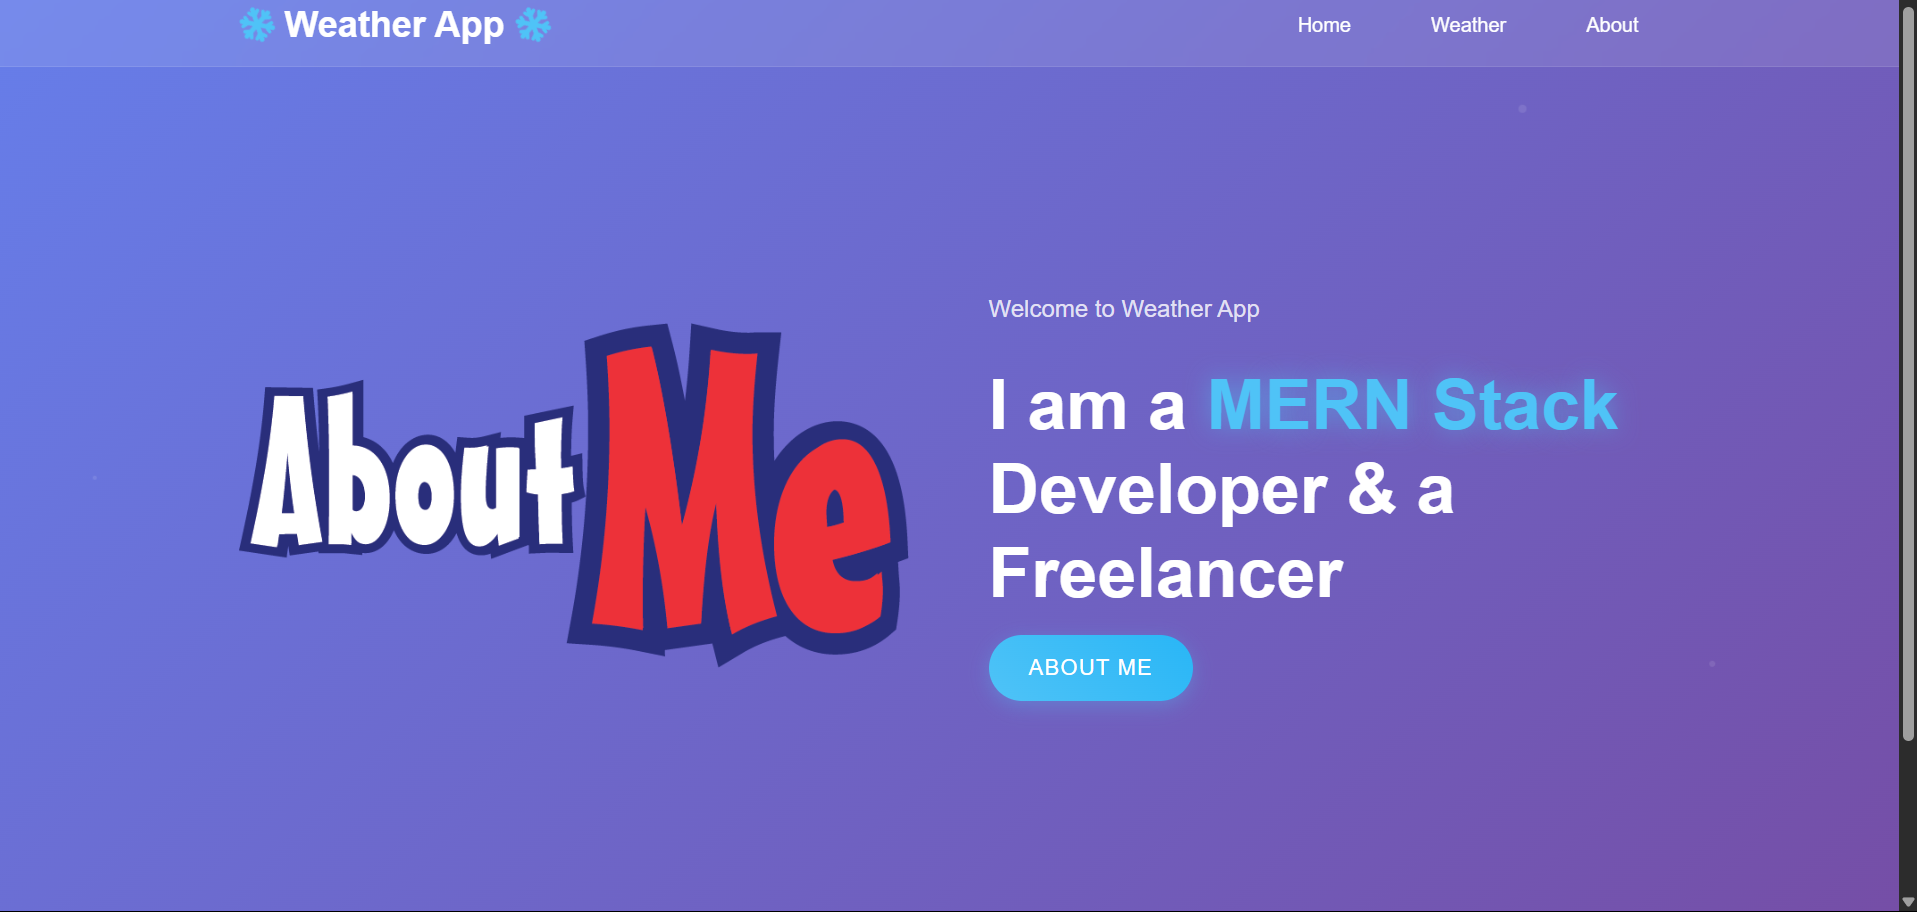 ❄️ Weather App ❄️
Home
Weather
About
About Me
Welcome to Weather App
I am a MERN Stack
Developer & a
Freelancer
ABOUT ME